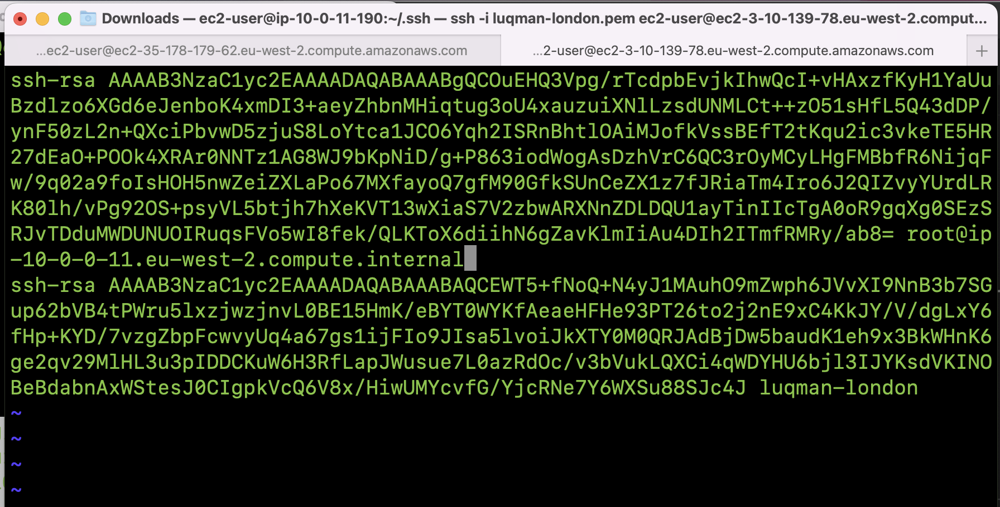 Downloads — ec2-user@ip-10-0-11-190:~/.ssh — ssh -i luqman-london.pem ec2-user@ec2-3-10-139-78.eu-west-2.comput...
...ec2-user@ec2-35-178-179-62.eu-west-2.compute.amazonaws.com
...2-user@ec2-3-10-139-78.eu-west-2.compute.amazonaws.com
+
ssh-rsa AAAAB3NzaC1yc2EAAAADAQABAAABgQCOuEHQ3Vpg/rTcdpbEvjkIhwQcI+vHAxzfKyH1YaUu
Bzdlzo6XGd6eJenboK4xmDI3+aeyZhbnMHiqtug3oU4xauzuiXNlLzsdUNMLCt++zO51sHfL5Q43dDP/
ynF50zL2n+QXciPbvwD5zjuS8LoYtca1JCO6Yqh2ISRnBhtlOAiMJofkVssBEfT2tKqu2ic3vkeTE5HR
27dEaO+POOk4XRAr0NNTz1AG8WJ9bKpNiD/g+P863iodWogAsDzhVrC6QC3rOyMCyLHgFMBbfR6NijqF
w/9q02a9foIsHOH5nwZeiZXLaPo67MXfayoQ7gfM90GfkSUnCeZX1z7fJRiaTm4Iro6J2QIZvyYUrdLR
K80lh/vPg92OS+psyVL5btjh7hXeKVT13wXiaS7V2zbwARXNnZDLDQU1ayTinIIcTgA0oR9gqXg0SEzS
RJvTDduMWDUNUOIRuqsFVo5wI8fek/QLKToX6diihN6gZavKlmIiAu4DIh2ITmfRMRy/ab8= root@ip
-10-0-0-11.eu-west-2.compute.internal
ssh-rsa AAAAB3NzaC1yc2EAAAADAQABAAABAQCEWT5+fNoQ+N4yJ1MAuhO9mZwph6JVvXI9NnB3b7SG
up62bVB4tPWru5lxzjwzjnvL0BE15HmK/eBYT0WYKfAeaeHFHe93PT26to2j2nE9xC4KkJY/V/dgLxY6
fHp+KYD/7vzgZbpFcwvyUq4a67gs1ijFIo9JIsa5lvoiJkXTY0M0QRJAdBjDw5baudK1eh9x3BkWHnK6
ge2qv29MlHL3u3pIDDCKuW6H3RfLapJWusue7L0azRdOc/v3bVukLQXCi4qWDYHU6bjl3IJYKsdVKINO
BeBdabnAxWStesJ0CIgpkVcQ6V8x/HiwUMYcvfG/YjcRNe7Y6WXSu88SJc4J luqman-london
~
~
~
~